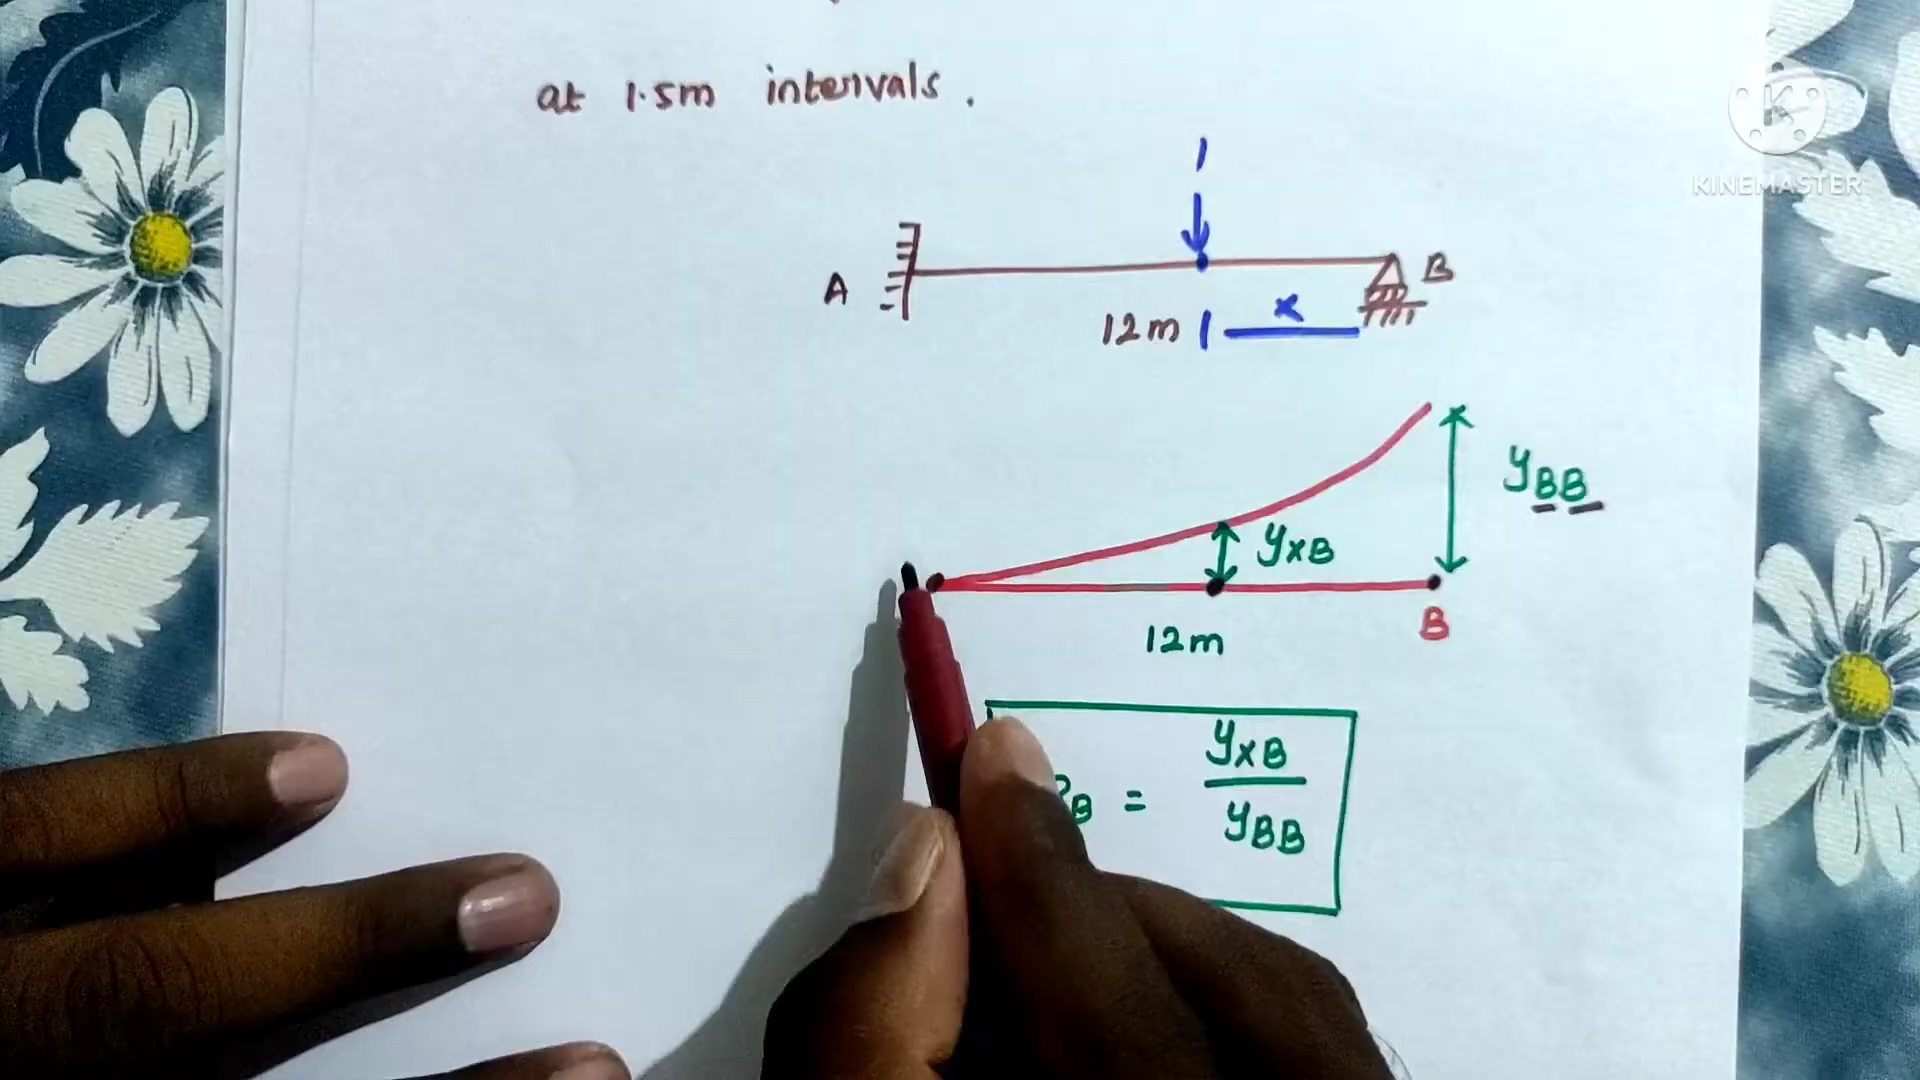 at 1.5m intervals.
1
A
B
12m
x
yBB
yxB
12m
B
B = yxB
yBB
K
KINEMASTER